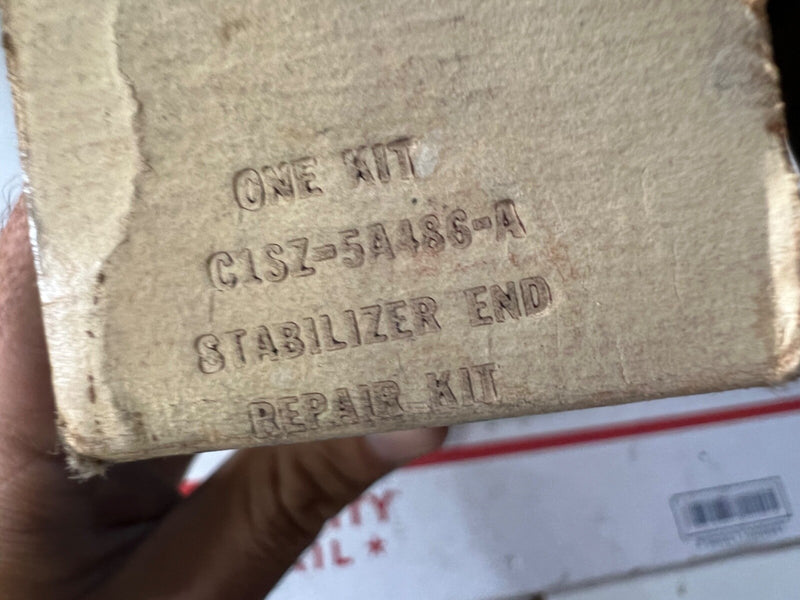 ONE KIT
C1SZ-5A486-A
STABILIZER END
REPAIR KIT